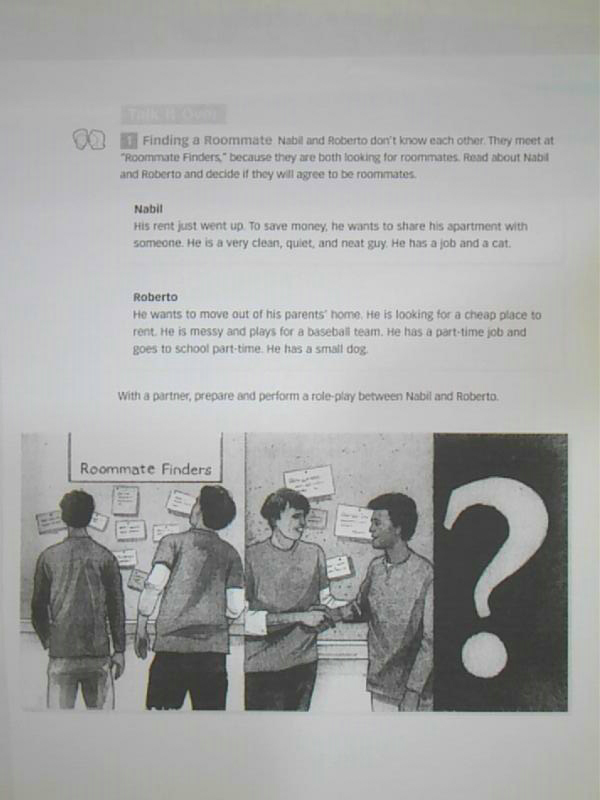 Talk It Over
1 Finding a Roommate Nabil and Roberto don't know each other. They meet at
"Roommate Finders," because they are both looking for roommates. Read about Nabil
and Roberto and decide if they will agree to be roommates.
Nabil
His rent just went up. To save money, he wants to share his apartment with
someone. He is a very clean, quiet, and neat guy. He has a job and a cat.
Roberto
He wants to move out of his parents' home. He is looking for a cheap place to
rent. He is messy and plays for a baseball team. He has a part-time job and
goes to school part-time. He has a small dog.
With a partner, prepare and perform a role-play between Nabil and Roberto.
Roommate Finders
?